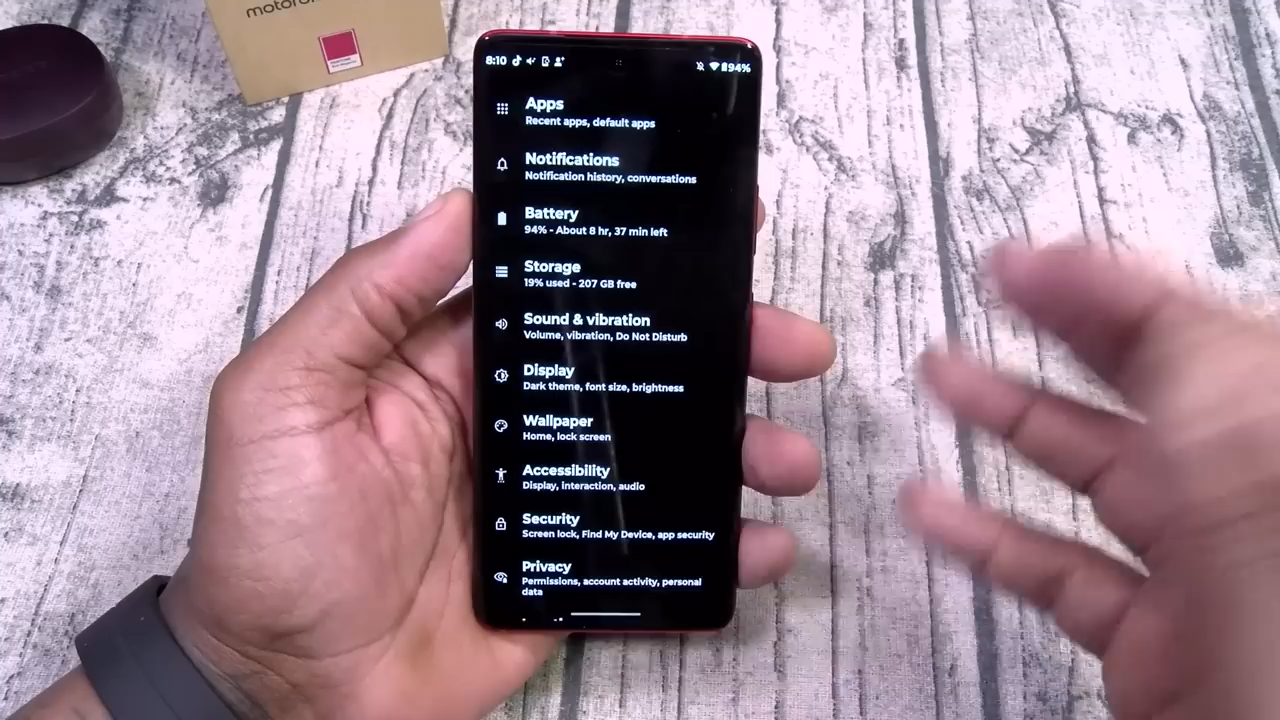 motorola
8:10
94%
Apps
Recent apps, default apps
Notifications
Notification history, conversations
Battery
94% - About 8 hr, 37 min left
Storage
19% used - 207 GB free
Sound & vibration
Volume, vibration, Do Not Disturb
Display
Dark theme, font size, brightness
Wallpaper
Home, lock screen
Accessibility
Display, interaction, audio
Security
Screen lock, Find My Device, app security
Privacy
Permissions, account activity, personal
data